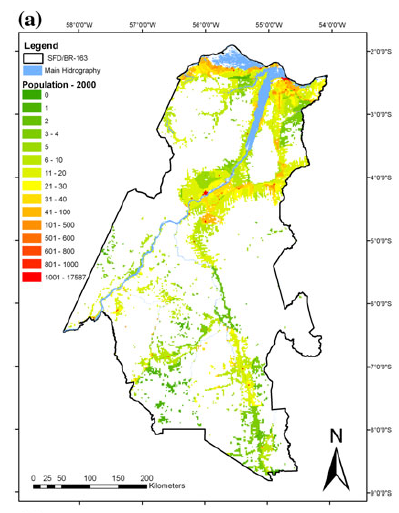 (a)
58°0'0"W 57°0'0"W 56°0'0"W 55°0'0"W 54°0'0"W
Legend
SFD/BR-163
Main Hidrography
Population - 2000
0
1
2
3 - 4
5
6 - 10
11 - 20
21 - 30
31 - 40
41 - 100
101 - 500
501 - 600
601 - 800
801 - 1000
1001 - 17587
2°0'0"S
3°0'0"S
4°0'0"S
5°0'0"S
6°0'0"S
7°0'0"S
8°0'0"S
9°0'0"S
N
0 25 50 100 150 200
Kilometers